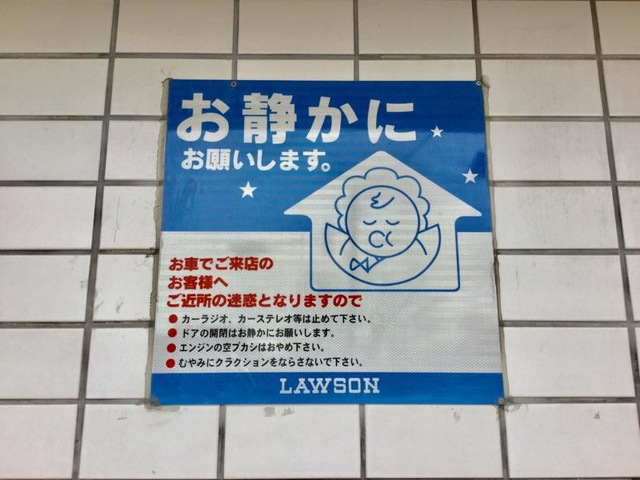 お静かに
お願いします。
お車でご来店の
お客様へ
ご近所の迷惑となりますので
●カーラジオ、カーステレオ等は止めて下さい。
●ドアの開閉はお静かにお願いします。
●エンジンの空ブカシはおやめ下さい。
●むやみにクラクションをならさないで下さい。
LAWSON